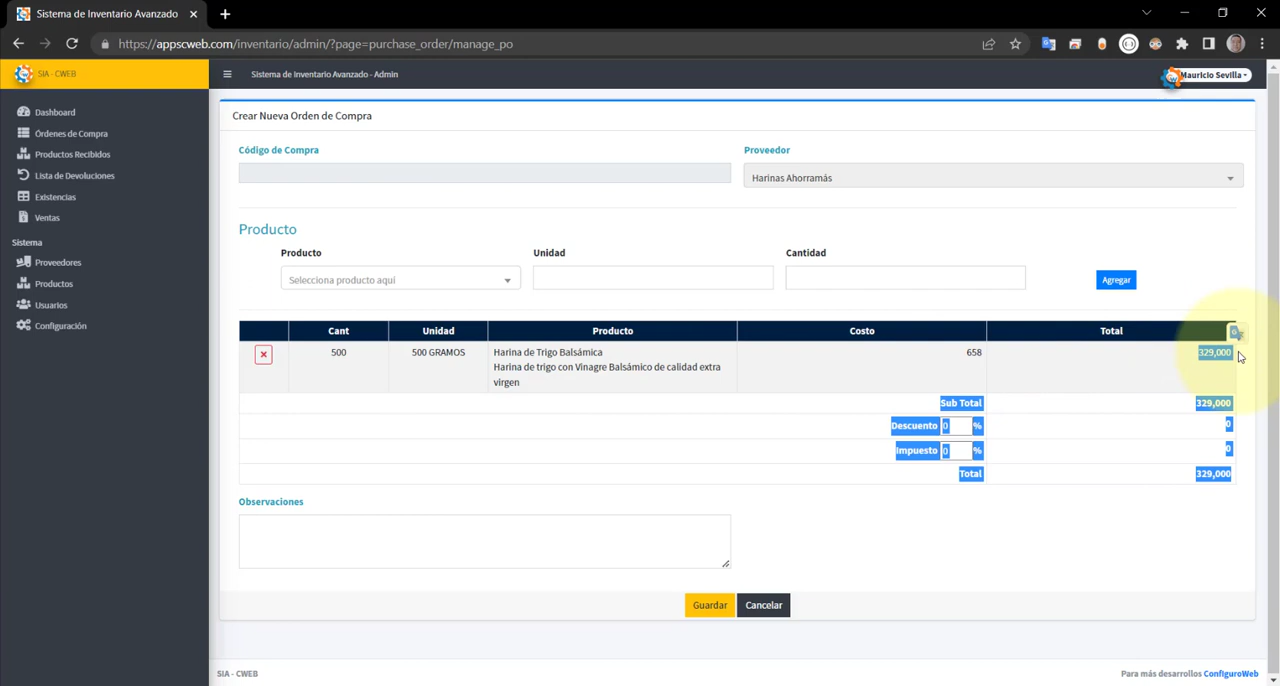 Sistema de Inventario Avanzado
https://appscweb.com/inventario/admin/?page=purchase_order/manage_po
SIA - CWEB
Sistema de Inventario Avanzado - Admin
Mauricio Sevilla
Dashboard
Órdenes de Compra
Productos Recibidos
Lista de Devoluciones
Existencias
Ventas
Sistema
Proveedores
Productos
Usuarios
Configuración
Crear Nueva Orden de Compra
Código de Compra
Proveedor
Harinas Ahorramás
Producto
Producto Unidad Cantidad
Selecciona producto aqui
Agregar
Cant Unidad Producto Costo Total
500 500 GRAMOS Harina de Trigo Balsámica 658 329,000
Harina de trigo con Vinagre Balsámico de calidad extra
virgen
Sub Total 329,000
Descuento 0 % 0
Impuesto 0 % 0
Total 329,000
Observaciones
Guardar Cancelar
SIA - CWEB
Para más desarrollos ConfiguroWeb